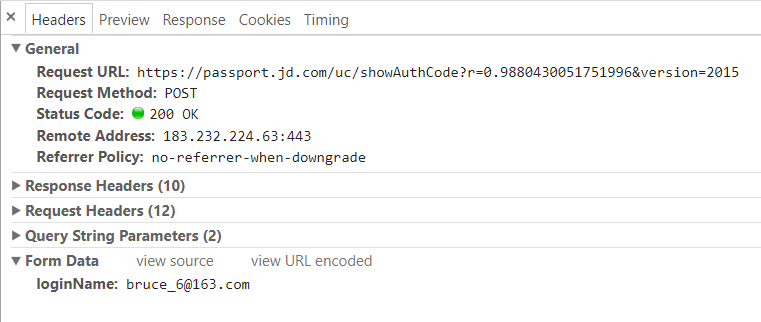 × Headers Preview Response Cookies Timing
▼ General
Request URL: https://passport.jd.com/uc/showAuthCode?r=0.9880430051751996&version=2015
Request Method: POST
Status Code: 200 OK
Remote Address: 183.232.224.63:443
Referrer Policy: no-referrer-when-downgrade
▶ Response Headers (10)
▶ Request Headers (12)
▶ Query String Parameters (2)
▼ Form Data view source view URL encoded
loginName: bruce_6@163.com